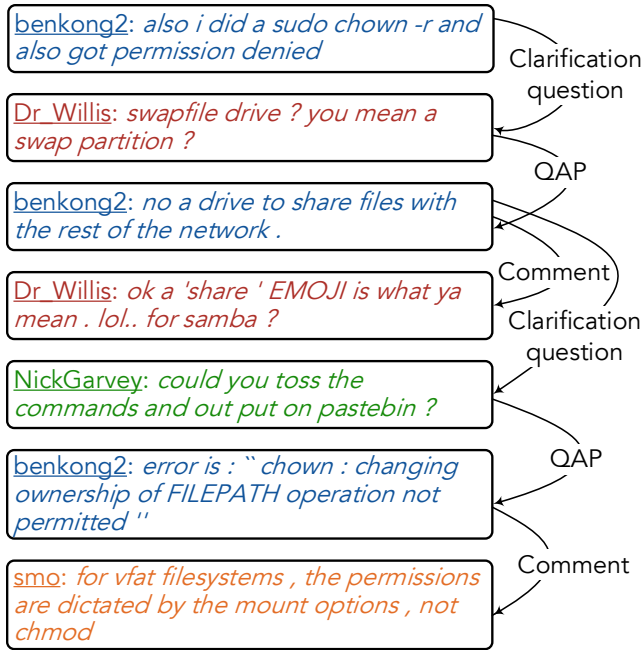 benkong2: also i did a sudo chown -r and
also got permission denied
Clarification
question
Dr_Willis: swapfile drive ? you mean a
swap partition ?
QAP
benkong2: no a drive to share files with
the rest of the network .
Comment
Dr_Willis: ok a 'share ' EMOJI is what ya
mean . lol.. for samba ?
Clarification
question
NickGarvey: could you toss the
commands and out put on pastebin ?
QAP
benkong2: error is : `` chown : changing
ownership of FILEPATH operation not
permitted ''
Comment
smo: for vfat filesystems , the permissions
are dictated by the mount options , not
chmod